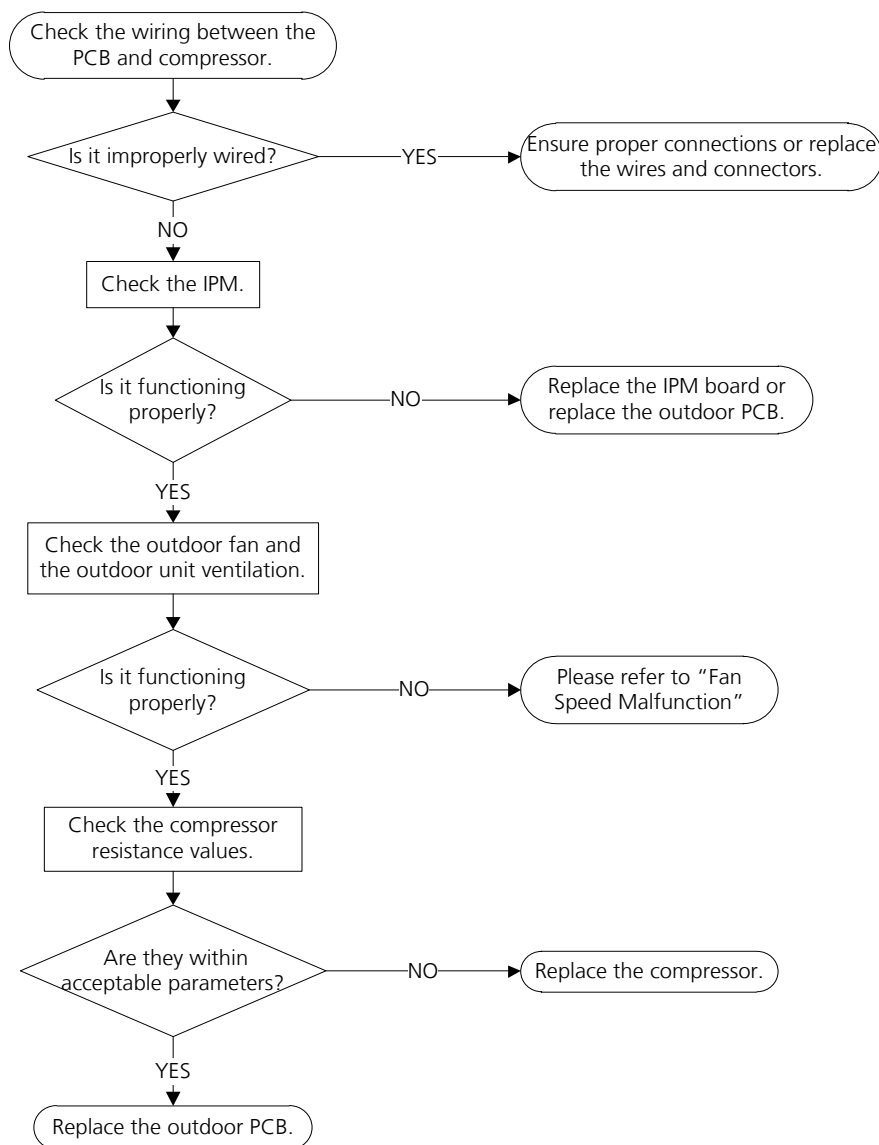 Check the wiring between the
PCB and compressor.
Is it improperly wired?
YES
Ensure proper connections or replace
the wires and connectors.
NO
Check the IPM.
Is it functioning
properly?
NO
Replace the IPM board or
replace the outdoor PCB.
YES
Check the outdoor fan and
the outdoor unit ventilation.
Is it functioning
properly?
NO
Please refer to “Fan
Speed Malfunction”
YES
Check the compressor
resistance values.
Are they within
acceptable parameters?
NO
Replace the compressor.
YES
Replace the outdoor PCB.